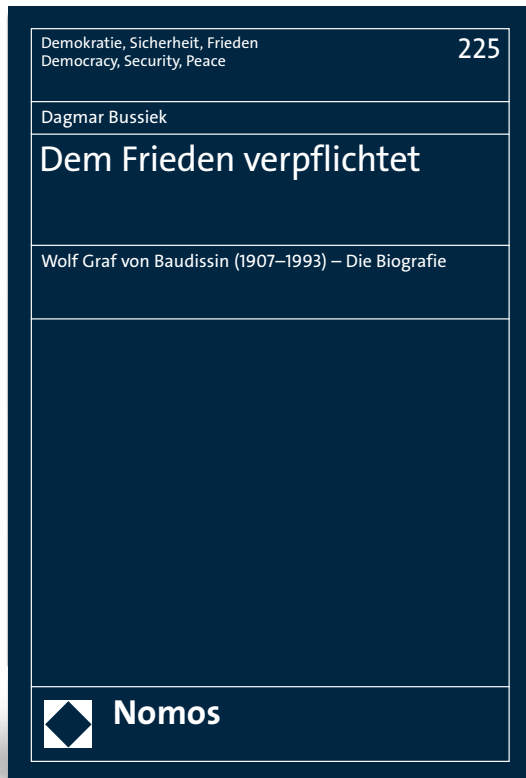 Demokratie, Sicherheit, Frieden
Democracy, Security, Peace
225
Dagmar Bussiek
Dem Frieden verpflichtet
Wolf Graf von Baudissin (1907–1993) – Die Biografie
Nomos